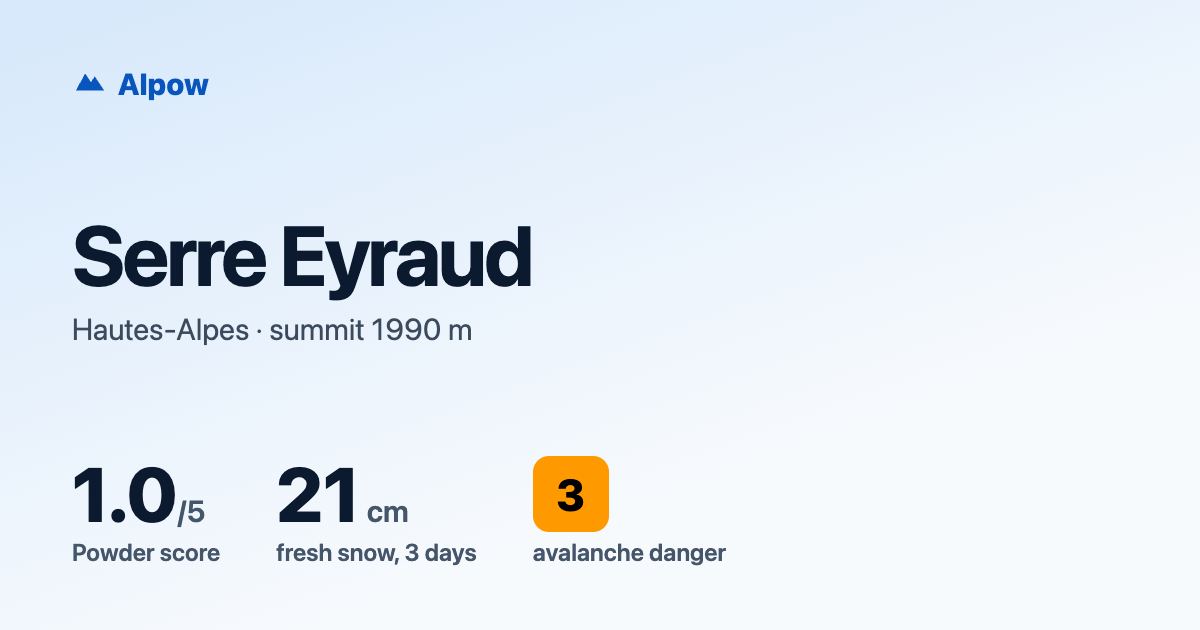 Alpow
Serre Eyraud
Hautes-Alpes · summit 1990 m
1.0/5
Powder score
21 cm
fresh snow, 3 days
3
avalanche danger